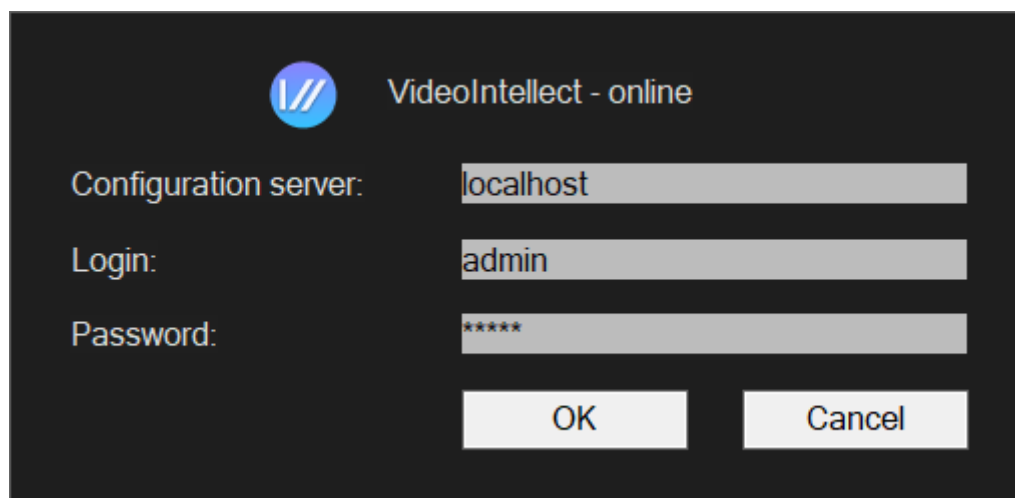 VideoIntellect - online
Configuration server: localhost
Login: admin
Password: *****
OK Cancel